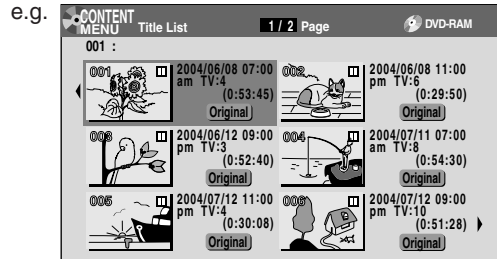 e.g.
CONTENT MENU Title List 1 / 2 Page DVD-RAM
001 :
001 2004/06/08 07:00
am TV:4
(0:53:45)
Original
002 2004/06/08 11:00
pm TV:6
(0:29:50)
Original
003 2004/06/12 09:00
pm TV:3
(0:52:40)
Original
004 2004/07/11 07:00
am TV:8
(0:54:30)
Original
005 2004/07/12 11:00
pm TV:4
(0:30:08)
Original
006 2004/07/12 09:00
pm TV:10
(0:51:28)
Original